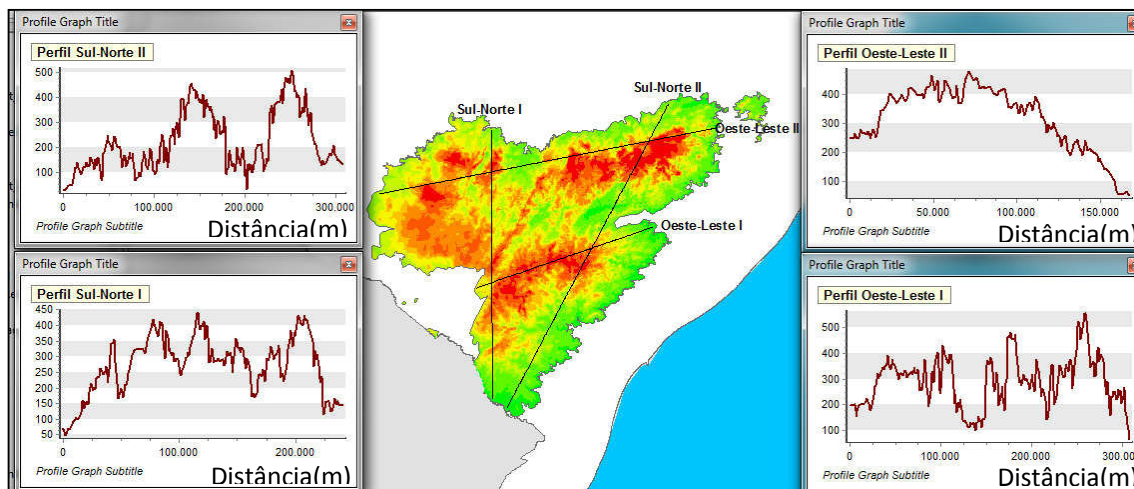 Profile Graph Title
Perfil Sul-Norte II
500
400
300
200
100
0
100.000
200.000
300.000
Profile Graph Subtitle
Distância(m)
Profile Graph Title
Perfil Sul-Norte I
450
400
350
300
250
200
150
100
50
0
100.000
200.000
Profile Graph Subtitle
Distância(m)
Sul-Norte I
Sul-Norte II
Oeste-Leste II
Oeste-Leste I
Profile Graph Title
Perfil Oeste-Leste II
400
300
200
100
0
50.000
100.000
150.000
Profile Graph Subtitle
Distância(m)
Profile Graph Title
Perfil Oeste-Leste I
500
400
300
200
100
0
100.000
200.000
300.00
Profile Graph Subtitle
Distância(m)